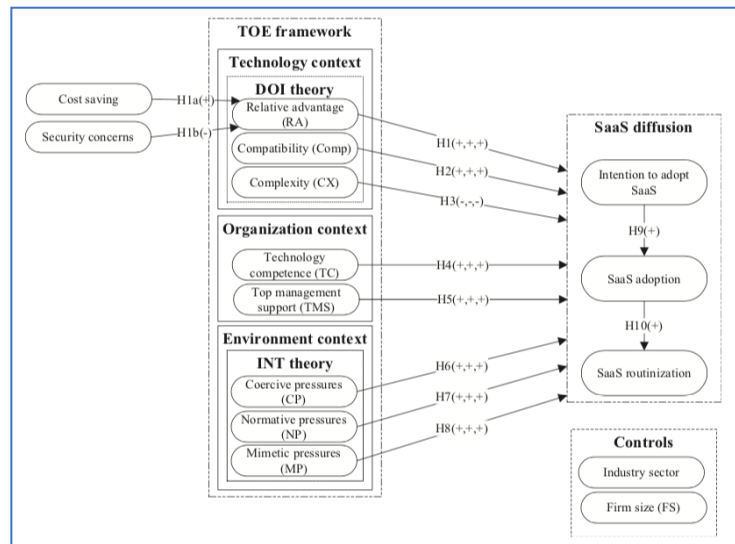 TOE framework
Technology context
DOI theory
Cost saving
H1a(+)
Relative advantage
(RA)
Security concerns
H1b(-)
Compatibility (Comp)
Complexity (CX)
H1(+,+,+)
H2(+,+,+)
H3(-,-,-)
Organization context
Technology
competence (TC)
H4(+,+,+)
Top management
support (TMS)
H5(+,+,+)
Environment context
INT theory
Coercive pressures
(CP)
H6(+,+,+)
Normative pressures
(NP)
H7(+,+,+)
Mimetic pressures
(MP)
H8(+,+,+)
SaaS diffusion
Intention to adopt
SaaS
H9(+)
SaaS adoption
H10(+)
SaaS routinization
Controls
Industry sector
Firm size (FS)